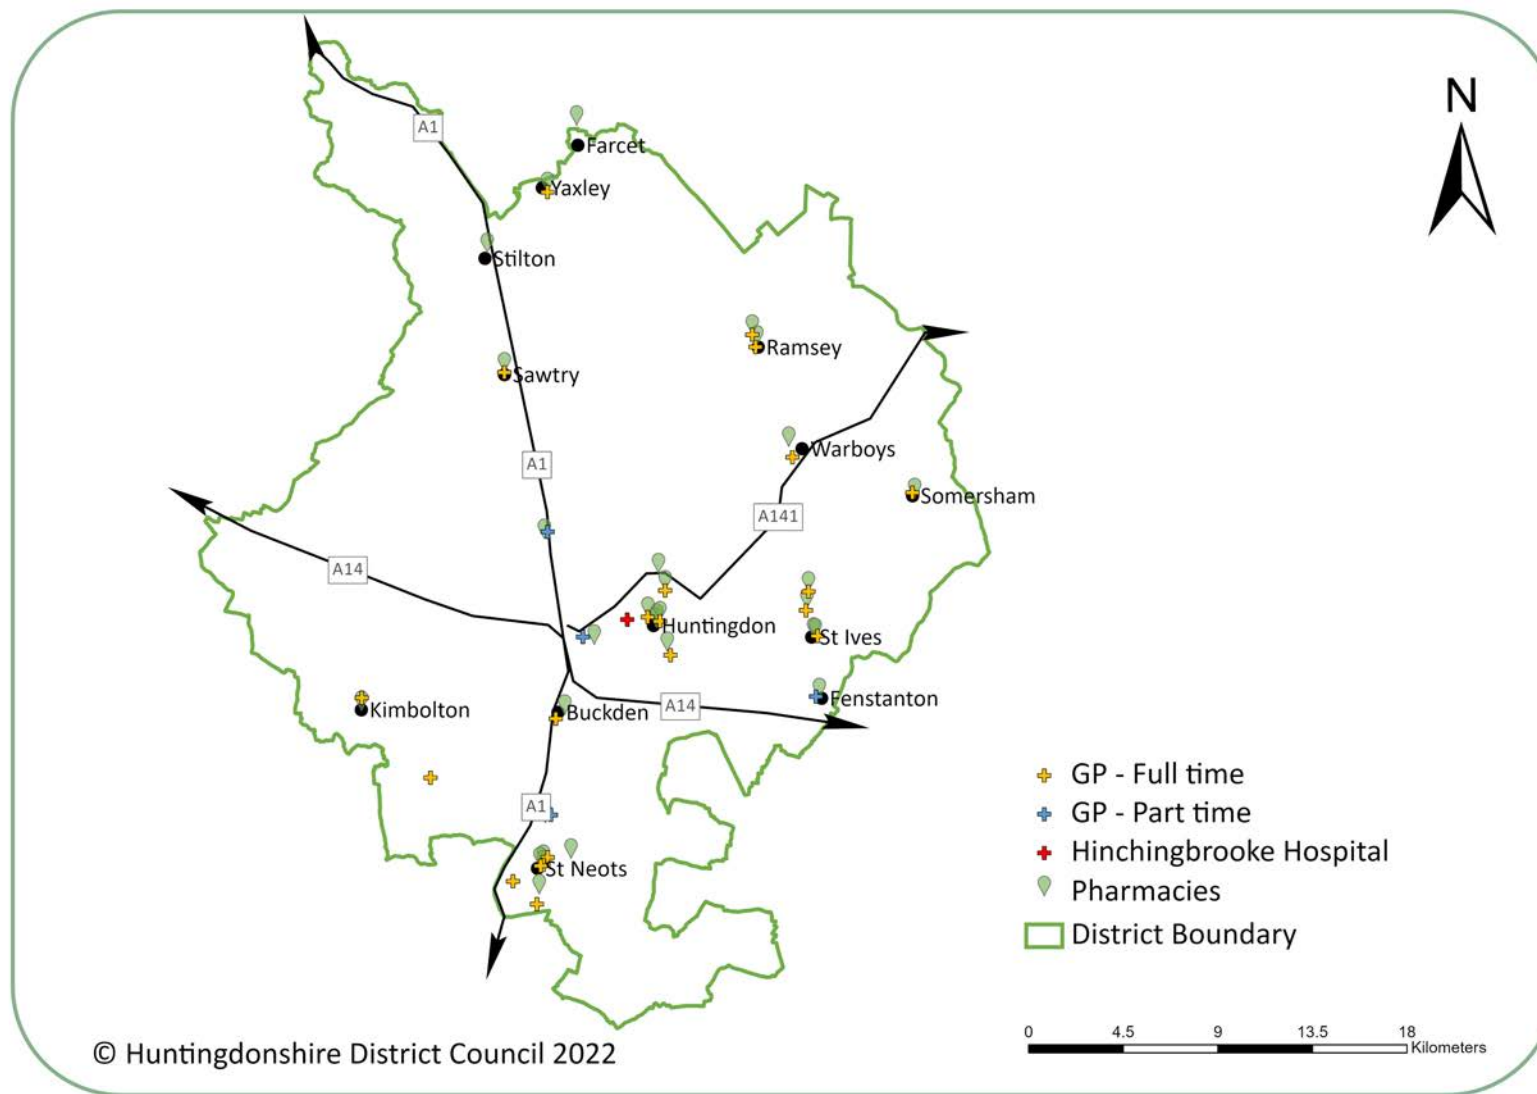 N
A1
Farcet
Yaxley
Stilton
Ramsey
Sawtry
Warboys
A1
Somersham
A141
A14
Huntingdon
St Ives
Kimbolton
Buckden
A14
Fenstanton
A1
St Neots
GP - Full time
GP - Part time
Hinchingbrooke Hospital
Pharmacies
District Boundary
0 4.5 9 13.5 18
Kilometers
© Huntingdonshire District Council 2022